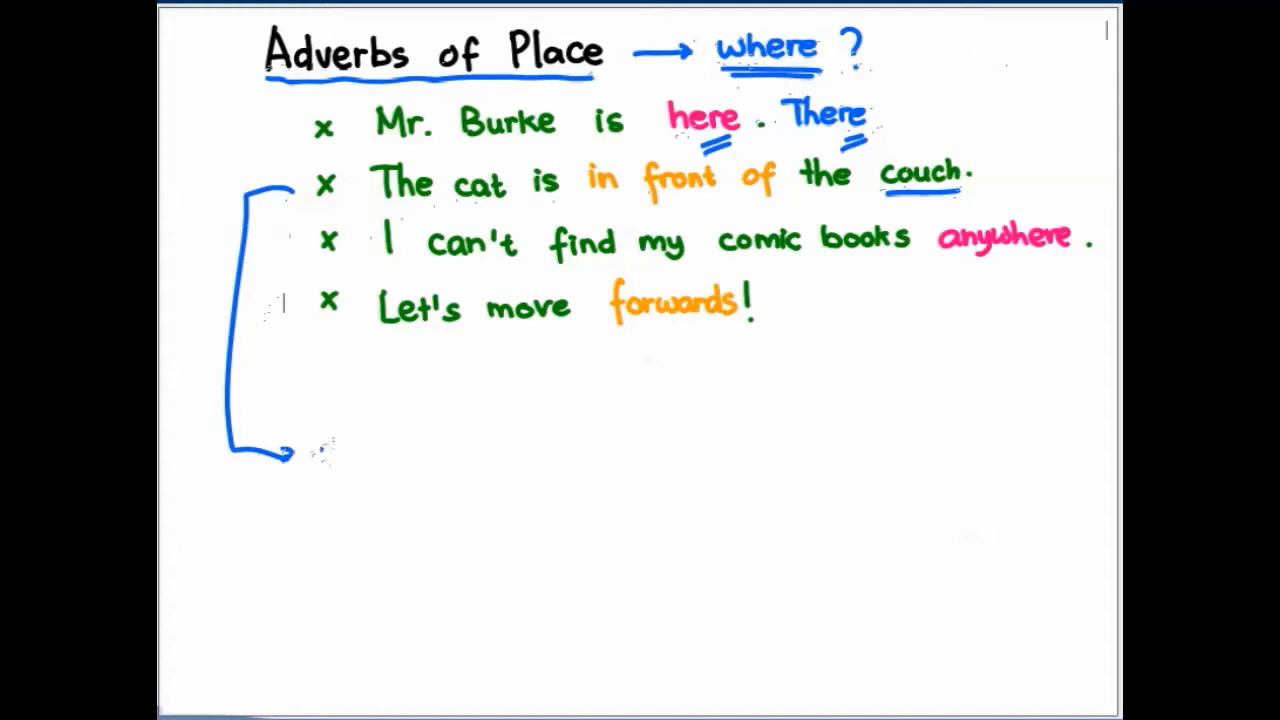 Adverbs of Place → where ?
x Mr. Burke is here. There
x The cat is in front of the couch.
x I can't find my comic books anywhere.
x Let's move forwards!